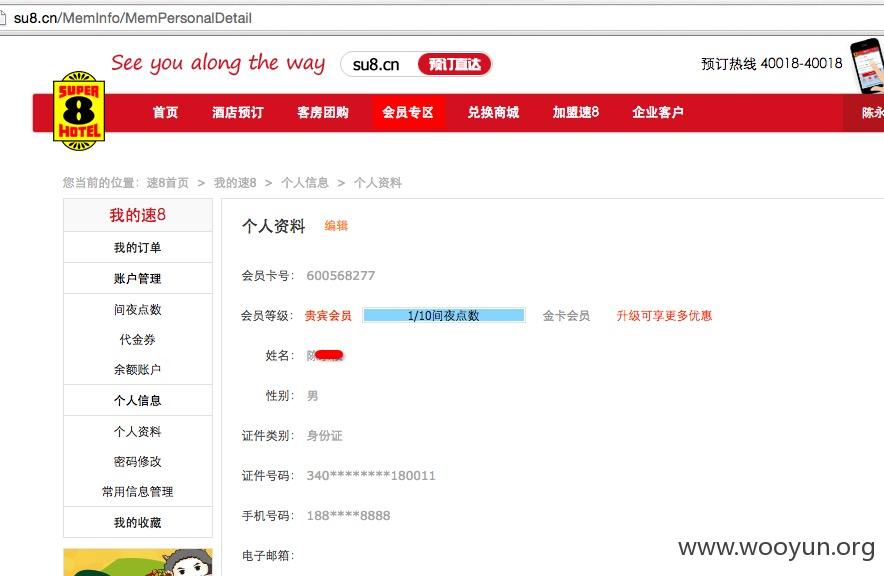 su8.cn/MemInfo/MemPersonalDetail
See you along the way
su8.cn 预订直达
预订热线 40018-40018
SUPER
8
HOTEL
首页 酒店预订 客房团购 会员专区 兑换商城 加盟速8 企业客户 陈永
您当前的位置: 速8首页 > 我的速8 > 个人信息 > 个人资料
我的速8
我的订单
账户管理
间夜点数
代金券
余额账户
个人信息
个人资料
密码修改
常用信息管理
我的收藏
个人资料 编辑
会员卡号: 600568277
会员等级: 贵宾会员 1/10间夜点数 金卡会员 升级可享更多优惠
姓名: 陈
性别: 男
证件类别: 身份证
证件号码: 340********180011
手机号码: 188****8888
电子邮箱:
www.wooyun.org